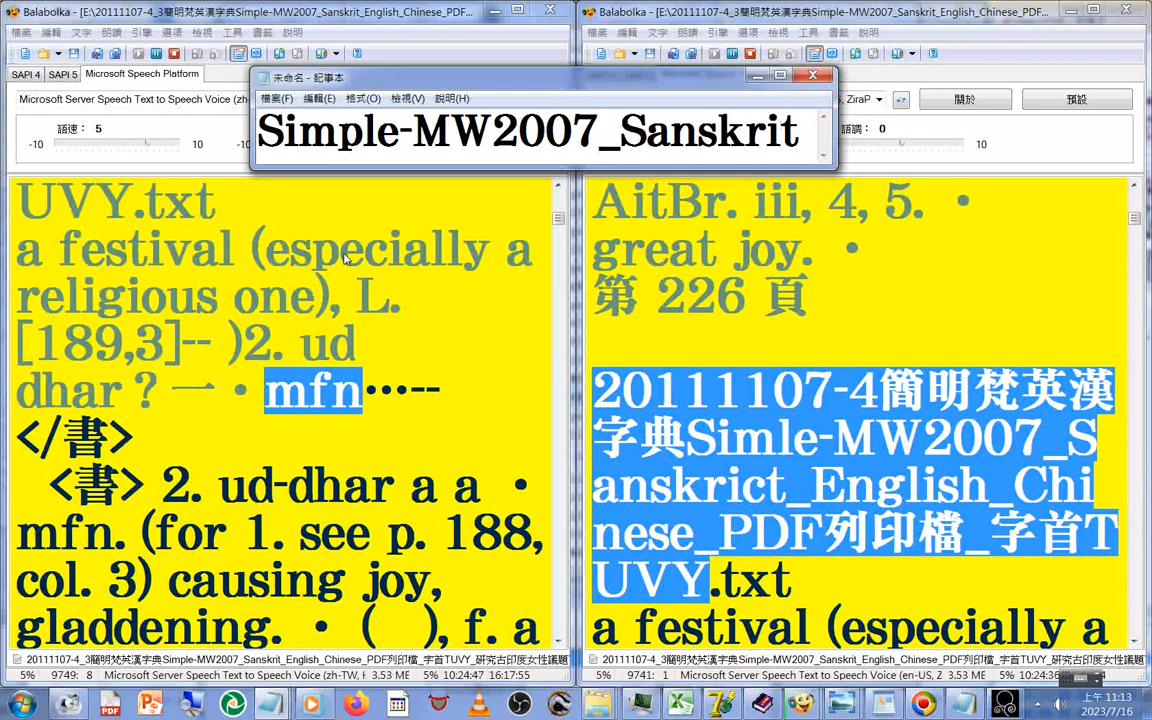 Balabolka - [E:\20111107-4_3簡明梵英漢字典Simple-MW2007_Sanskrit_English_Chinese_PDF...
檔案 編輯 文字 朗讀 引擎 選項 檢視 工具 書籤 說明
SAPI 4 SAPI 5 Microsoft Speech Platform
Microsoft Server Speech Text to Speech Voice (zh-
語速： 5
-10 10 -10
UVY.txt
a festival (especially a
religious one), L.
[189,3]-- )2. ud
dhar？一・mfn…--
</書>
<書> 2. ud-dhar a a ・
mfn. (for 1. see p. 188,
col. 3) causing joy,
gladdening. ・ ( ), f. a
20111107-4_3簡明梵英漢字典Simple-MW2007_Sanskrit_English_Chinese_PDF列印檔_字首TUVY_研究古印度女性議題
5% 9749: 8 Microsoft Speech Text to Speech Voice (zh-TW, 3.53 ME 5% 10:24:47 16:17:55
未命名 - 記事本
檔案(F) 編輯(E) 格式(O) 檢視(V) 說明(H)
Simple-MW2007_Sanskrit
Balabolka - [E:\20111107-4_3簡明梵英漢字典Simple-MW2007_Sanskrit_English_Chinese_PDF...
檔案 編輯 文字 朗讀 引擎 選項 檢視 工具 書籤 說明
S, ZiraP 關於 預設
語調： 0
10
AitBr. iii, 4, 5. ・
great joy. ・
第 226 頁
20111107-4簡明梵英漢
字典Simle-MW2007_S
anskrict_English_Chi
nese_PDF列印檔_字首T
UVY.txt
a festival (especially a
20111107-4_3簡明梵英漢字典Simple-MW2007_Sanskrit_English_Chinese_PDF列印檔_字首TUVY_研究古印度女性議題
5% 9741: 1 Microsoft Speech Text to Speech Voice (en-US, Z 3.53 MB 5% 10:24:36
上午 11:13
2023/7/16